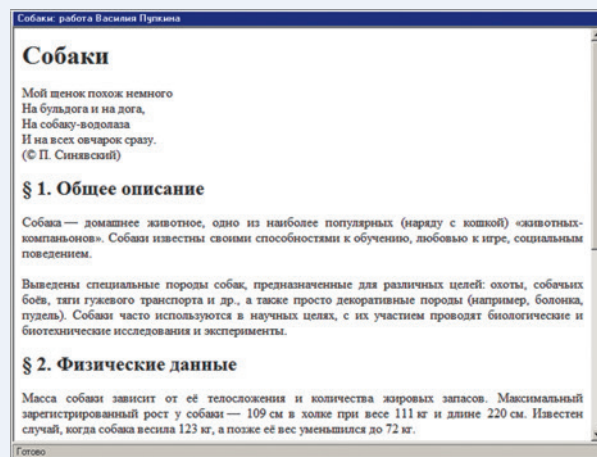 Собаки: работа Василия Пупкина
Собаки
Мой щенок похож немного
На бульдога и на дога,
На собаку-водолаза
И на всех овчарок сразу.
(© П. Синявский)
§ 1. Общее описание
Собака — домашнее животное, одно из наиболее популярных (наряду с кошкой) «животных-
компаньонов». Собаки известны своими способностями к обучению, любовью к игре, социальным
поведением.
Выведены специальные породы собак, предназначенные для различных целей: охоты, собачьих
боёв, тяги гужевого транспорта и др., а также просто декоративные породы (например, болонка,
пудель). Собаки часто используются в научных целях, с их участием проводят биологические и
биотехнические исследования и эксперименты.
§ 2. Физические данные
Масса собаки зависит от её телосложения и количества жировых запасов. Максимальный
зарегистрированный рост у собаки — 109 см в холке при весе 111 кг и длине 220 см. Известен
случай, когда собака весила 123 кг, а позже её вес уменьшился до 72 кг.
Готово